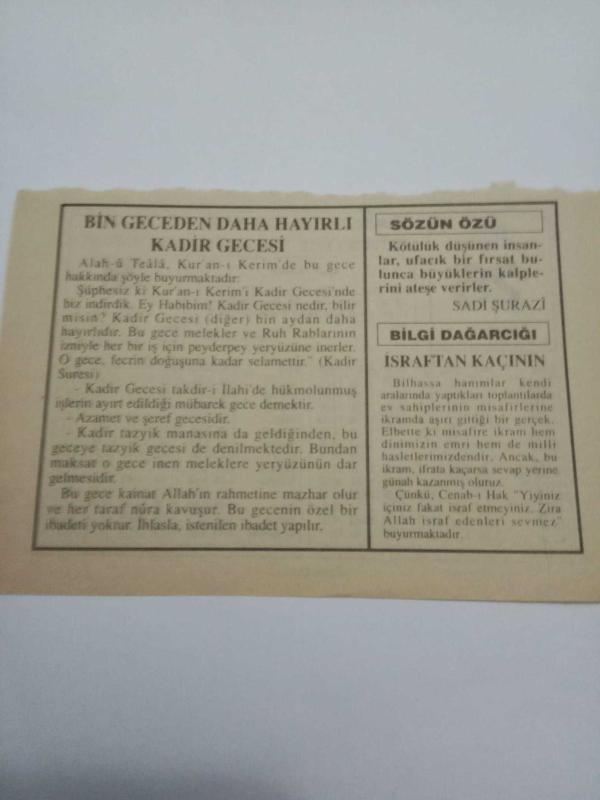 BİN GECEDEN DAHA HAYIRLI
KADİR GECESİ
Alah-û Teâlâ, Kur'an-ı Kerim'de bu gece
hakkında şöyle buyurmaktadır:
Şüphesiz ki Kur'an-ı Kerim'i Kadir Gecesi'nde
biz indirdik. Ey Habibim! Kadir Gecesi nedir, bilir
misin? Kadir Gecesi (diğer) bin aydan daha
hayırlıdır. Bu gece melekler ve Ruh Rablarının
izniyle her bir iş için peyderpey yeryüzüne inerler.
O gece, fecrin doğuşuna kadar selamettir." (Kadir
Suresi)
- Kadir Gecesi takdir-i İlahi'de hükmolunmuş
işlerin ayırt edildiği mübarek gece demektir.
- Azamet ve şeref gecesidir.
- Kadir tazyik manasına da geldiğinden, bu
geceye tazyik gecesi de denilmektedir. Bundan
maksat o gece inen meleklere yeryüzünün dar
gelmesidir.
Bu gece kainat Allah'ın rahmetine mazhar olur
ve her taraf nûra kavuşur. Bu gecenin özel bir
ibadeti yoktur. İhlasla, istenilen ibadet yapılır.
SÖZÜN ÖZÜ
Kötülük düşünen insan-
lar, ufacık bir fırsat bu-
lunca büyüklerin kalple-
rini ateşe verirler.
SADİ ŞURAZİ
BİLGİ DAĞARCIĞI
İSRAFTAN KAÇININ
Bilhassa hanımlar kendi
aralarında yaptıkları toplantılarda
ev sahiplerinin misafirlerine
ikramda aşırı gittiği bir gerçek.
Elbette ki misafire ikram hem
dinimizin emri hem de milli
hasletlerimizdendir. Ancak, bu
ikram, ifrata kaçarsa sevap yerine
günah kazanmış oluruz.
Çünkü, Cenab-ı Hak "Yiyiniz
içiniz fakat israf etmeyiniz. Zira
Allah israf edenleri sevmez"
buyurmaktadır.